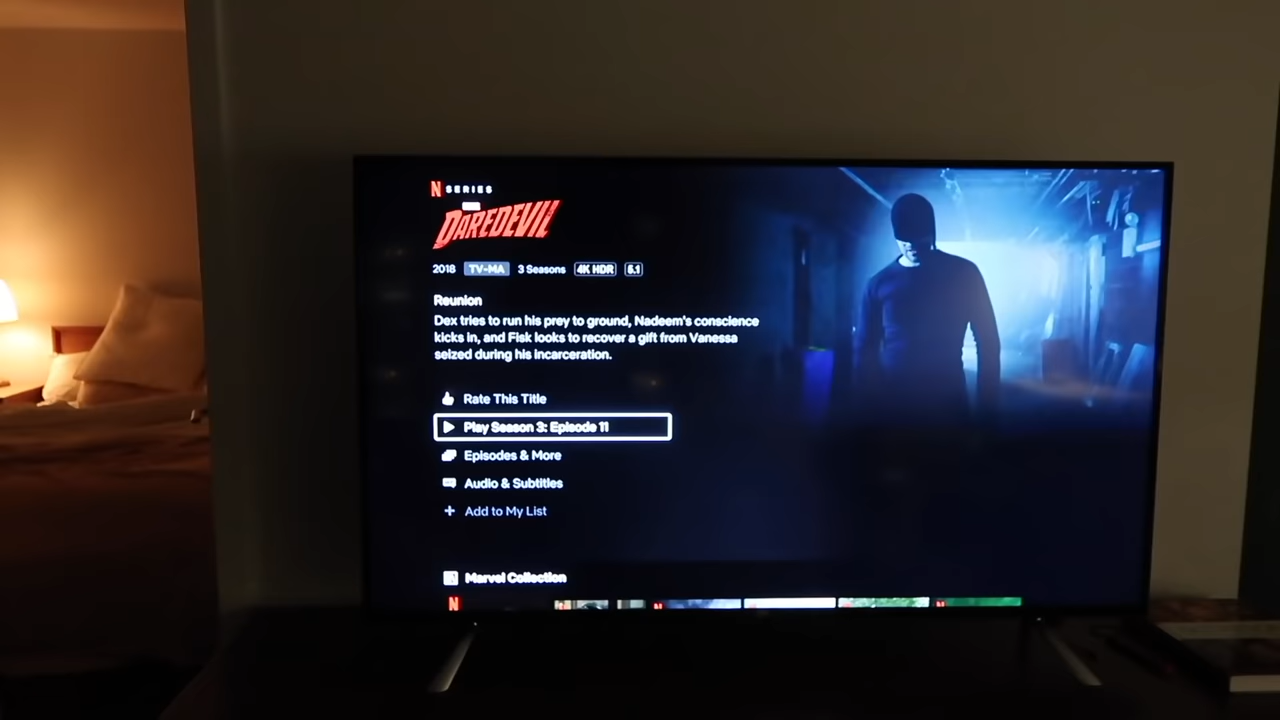 N SERIES
DAREDEVIL
2018 TV-MA 3 Seasons 4K HDR 5.1
Reunion
Dex tries to run his prey to ground, Nadeem's conscience
kicks in, and Fisk looks to recover a gift from Vanessa
seized during his incarceration.
Rate This Title
Play Season 3: Episode 11
Episodes & More
Audio & Subtitles
+ Add to My List
Marvel Collection
N
N
N